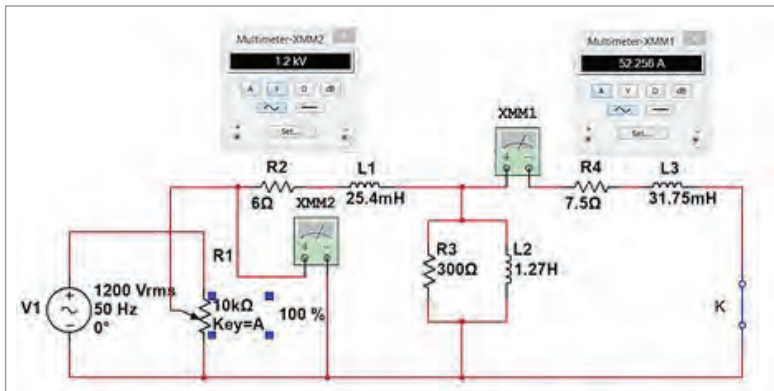 Multimeter-XMM2
1.2 kV
A V Ω dB
Set...
+
-
Multimeter-XMM1
52.256 A
A V Ω dB
Set...
+
-
XMM1
R2
6Ω
L1
25.4mH
XMM2
R4
7.5Ω
L3
31.75mH
R1
R3
300Ω
L2
1.27H
V1
1200 Vrms
50 Hz
0°
10kΩ
Key=A
100 %
K